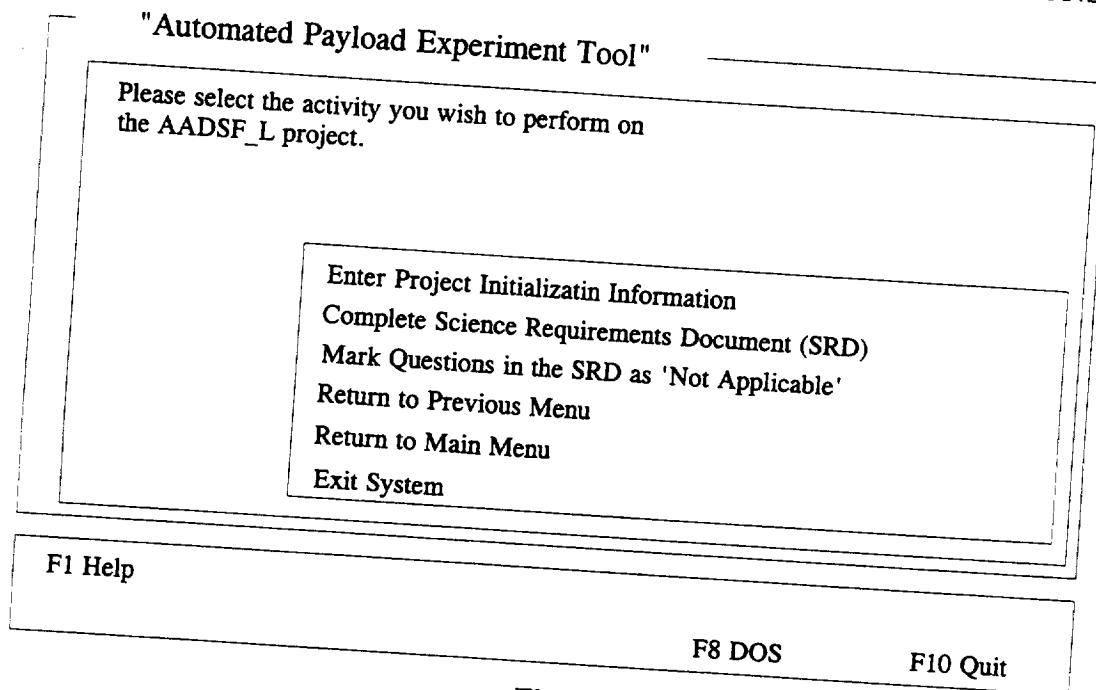 "Automated Payload Experiment Tool"
Please select the activity you wish to perform on
the AADSF_L project.
Enter Project Initializatin Information
Complete Science Requirements Document (SRD)
Mark Questions in the SRD as 'Not Applicable'
Return to Previous Menu
Return to Main Menu
Exit System
F1 Help
F8 DOS
F10 Quit